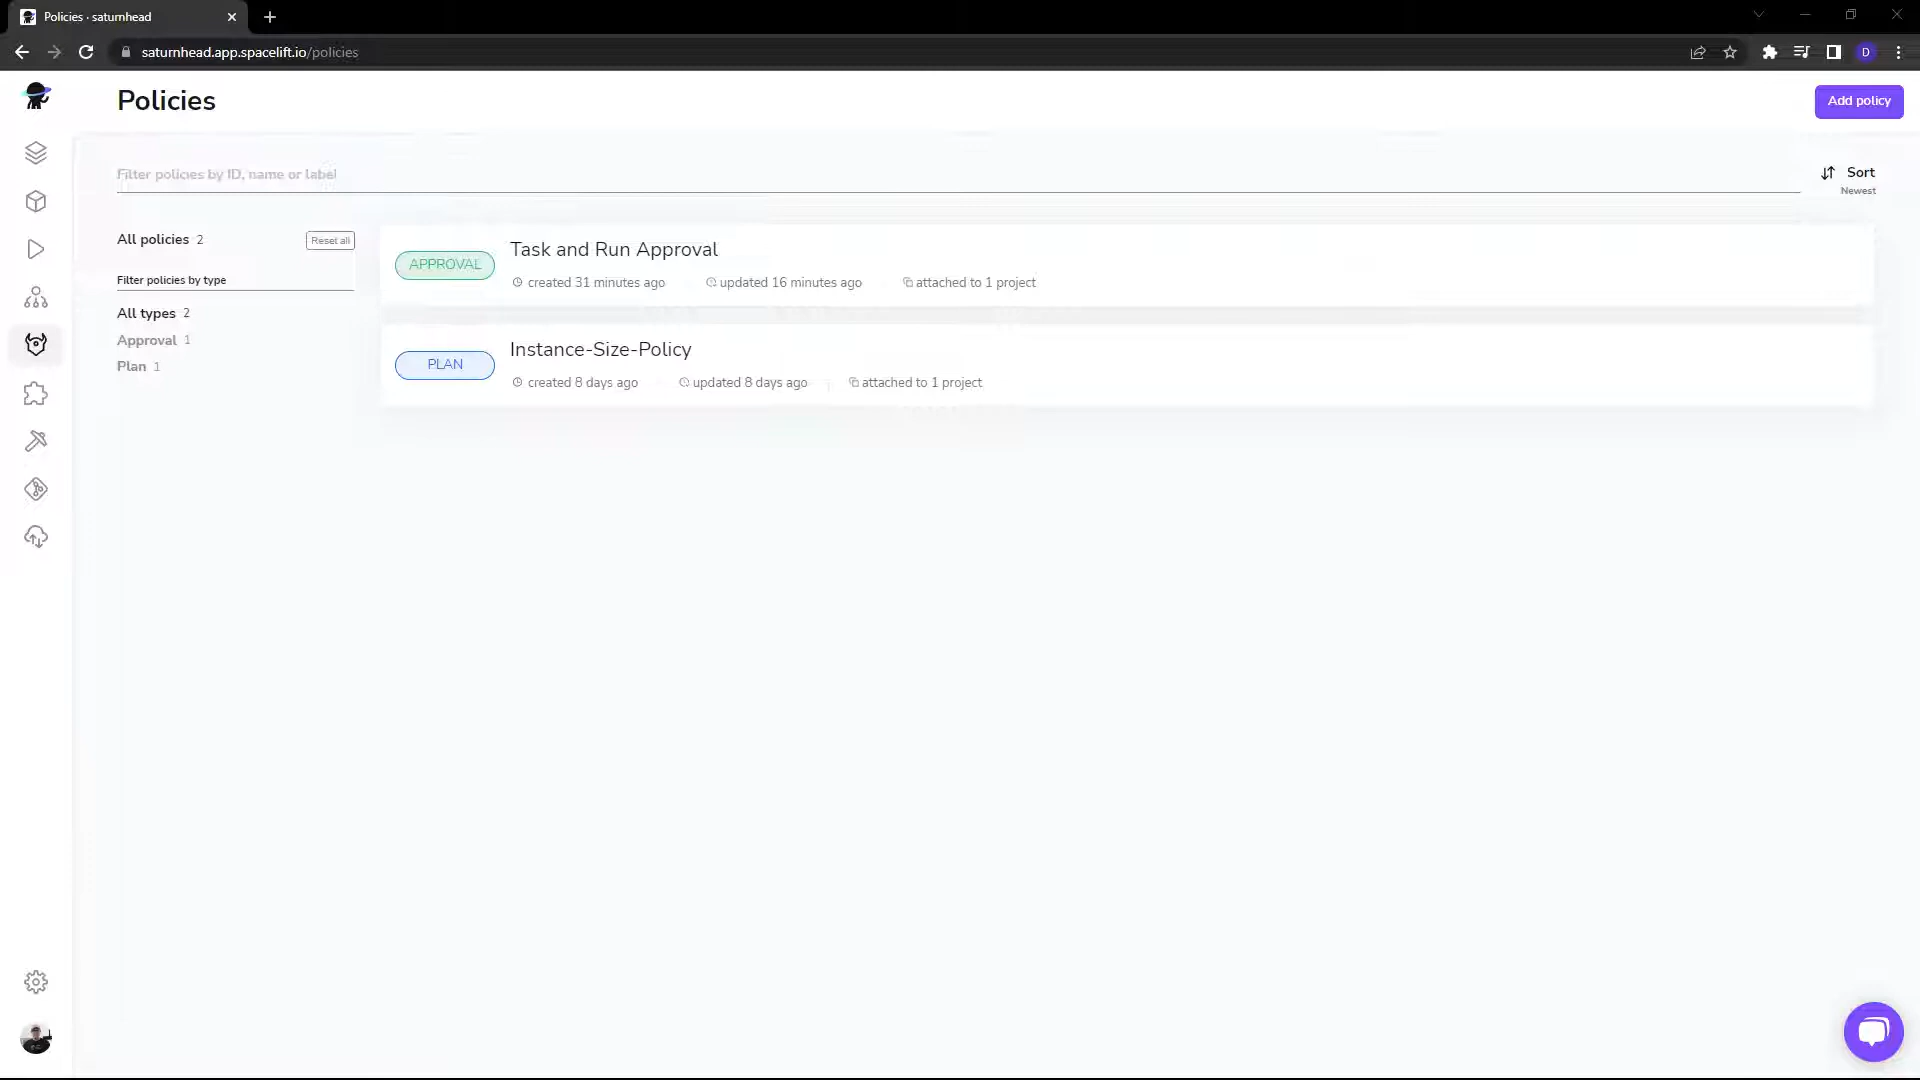 Policies · saturnhead
saturnhead.app.spacelift.io/policies
D
Policies
Add policy
Filter policies by ID, name or label
Sort
Newest
All policies 2
Reset all
Filter policies by type
All types 2
Approval 1
Plan 1
APPROVAL
Task and Run Approval
created 31 minutes ago
updated 16 minutes ago
attached to 1 project
PLAN
Instance-Size-Policy
created 8 days ago
updated 8 days ago
attached to 1 project